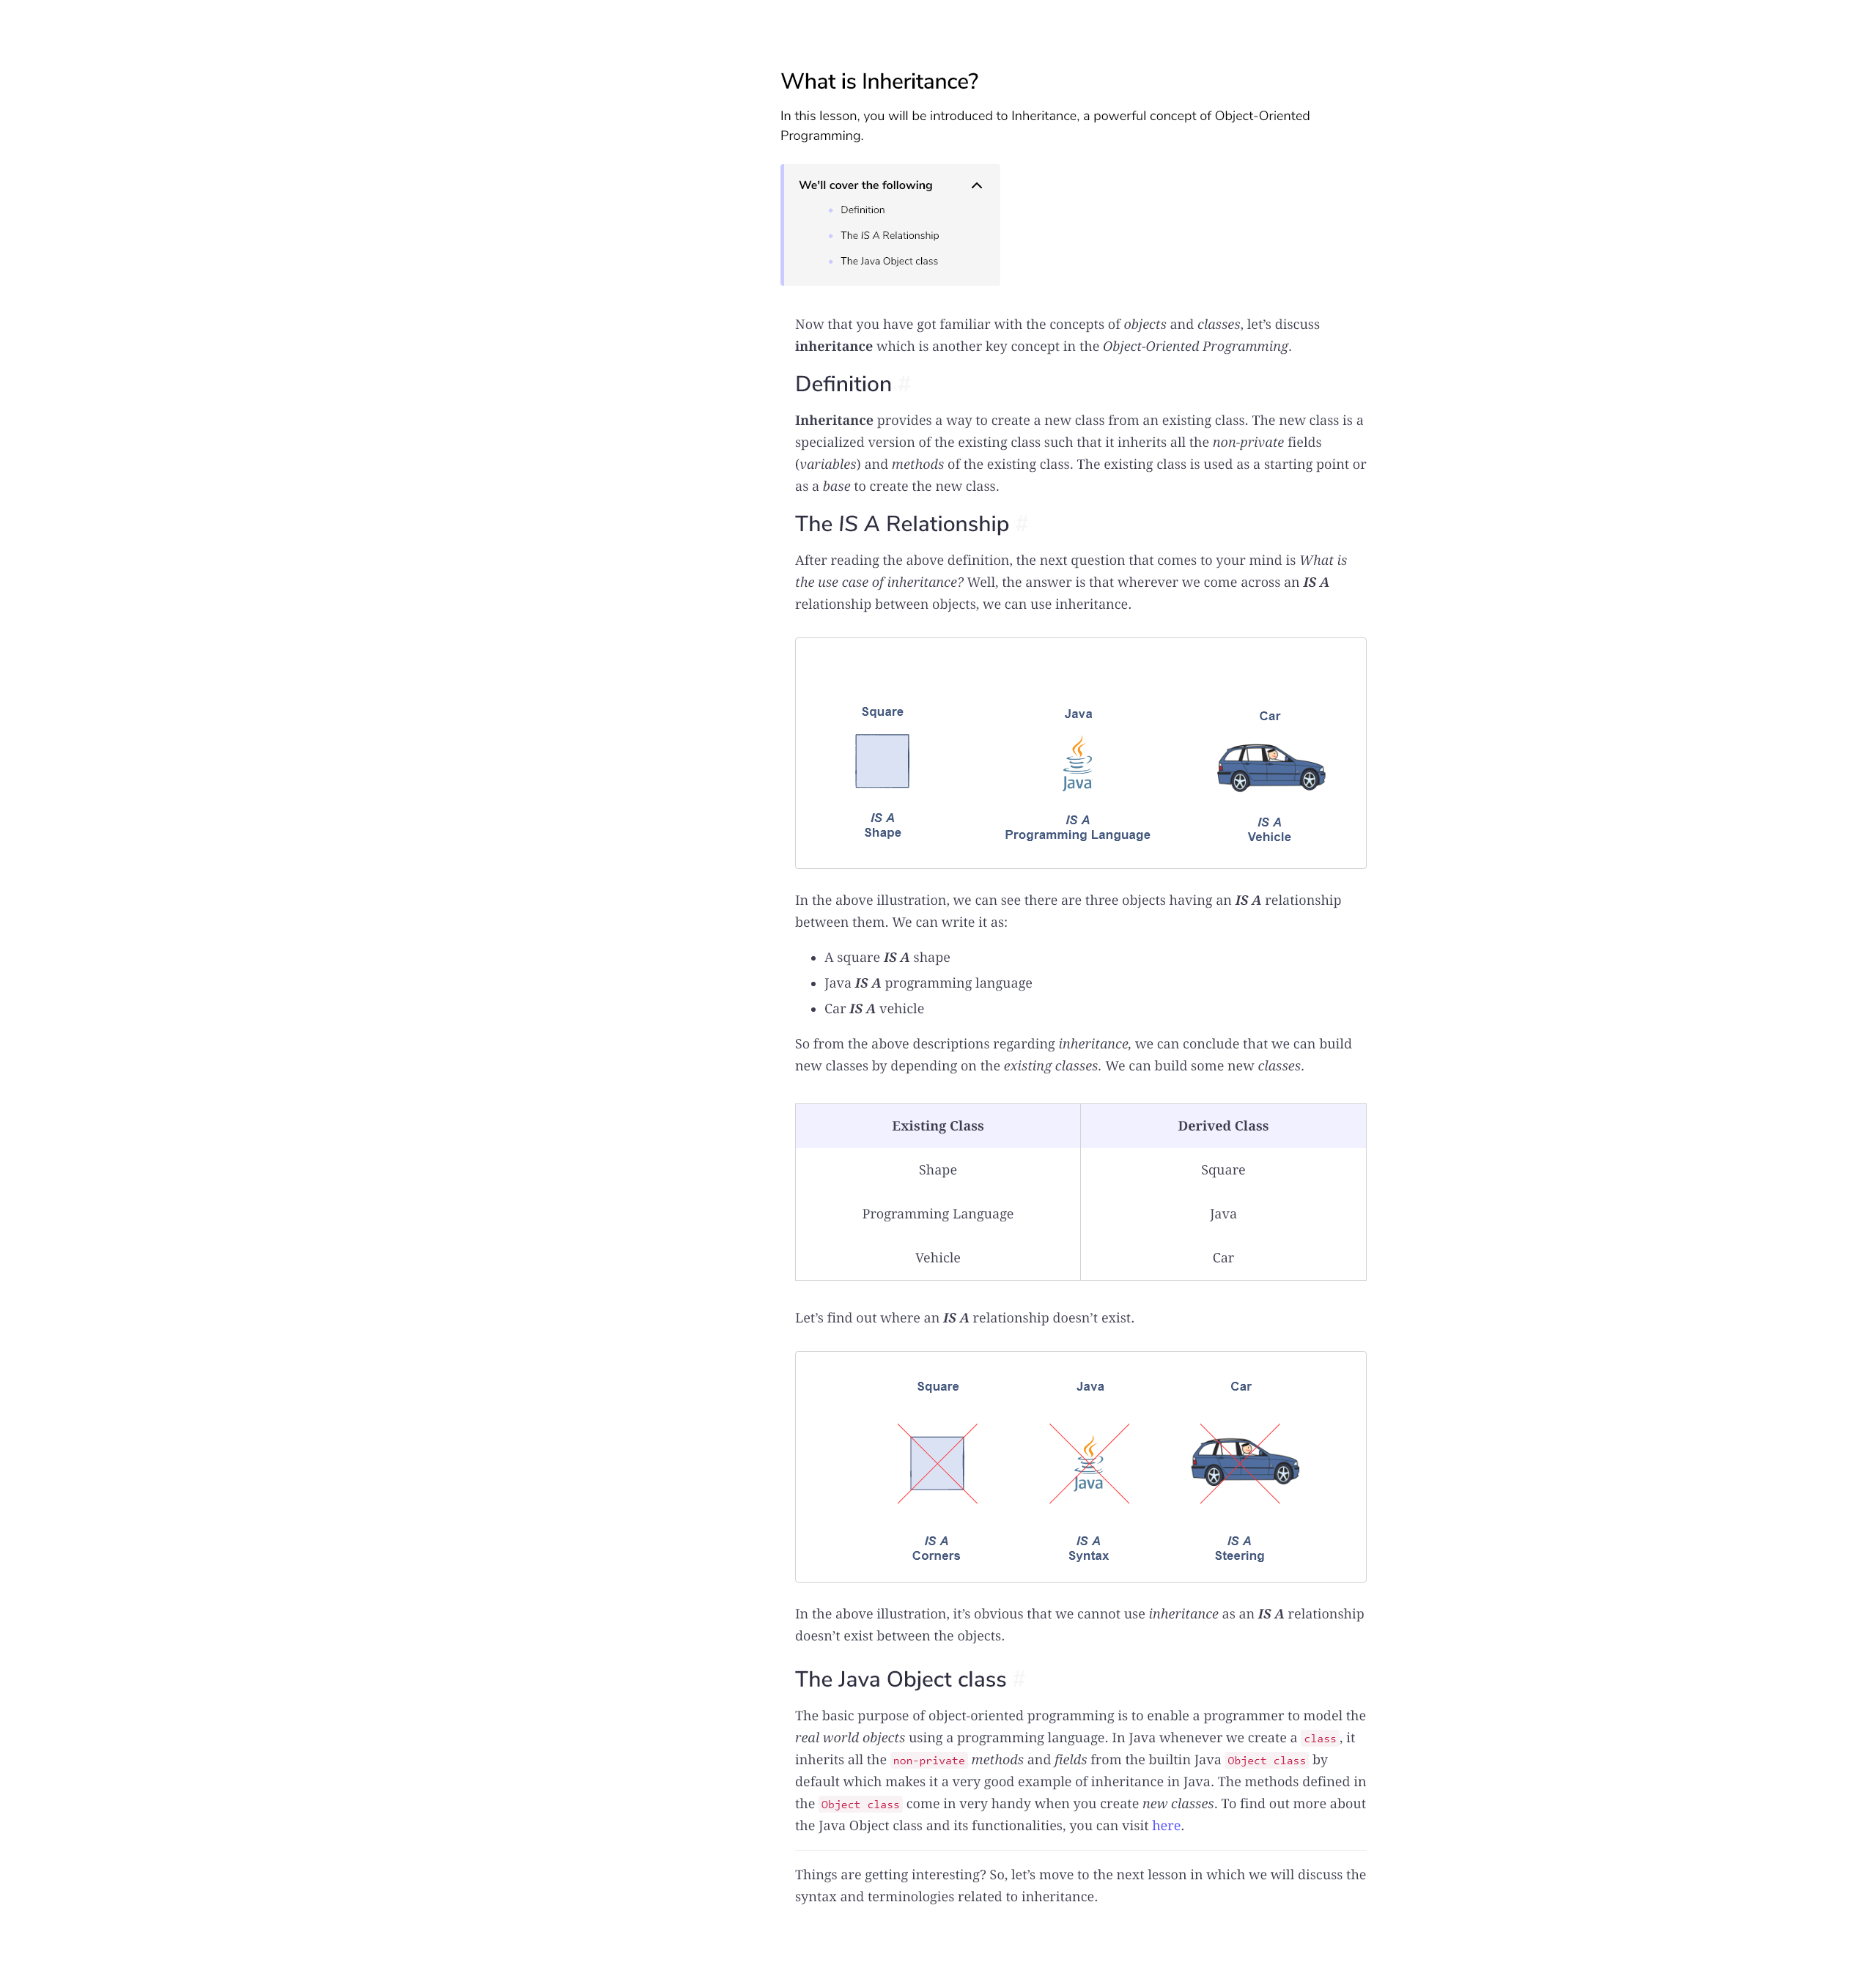 What is Inheritance?
In this lesson, you will be introduced to Inheritance, a powerful concept of Object-Oriented
Programming.
We'll cover the following
Definition
The IS A Relationship
The Java Object class
Now that you have got familiar with the concepts of objects and classes, let’s discuss
inheritance which is another key concept in the Object-Oriented Programming.
Definition #
Inheritance provides a way to create a new class from an existing class. The new class is a
specialized version of the existing class such that it inherits all the non-private fields
(variables) and methods of the existing class. The existing class is used as a starting point or
as a base to create the new class.
The IS A Relationship #
After reading the above definition, the next question that comes to your mind is What is
the use case of inheritance? Well, the answer is that wherever we come across an IS A
relationship between objects, we can use inheritance.
Square Java Car
Java
IS A IS A IS A
Shape Programming Language Vehicle
In the above illustration, we can see there are three objects having an IS A relationship
between them. We can write it as:
• A square IS A shape
• Java IS A programming language
• Car IS A vehicle
So from the above descriptions regarding inheritance, we can conclude that we can build
new classes by depending on the existing classes. We can build some new classes.
Existing Class Derived Class
Shape Square
Programming Language Java
Vehicle Car
Let’s find out where an IS A relationship doesn’t exist.
Square Java Car
Java
IS A IS A IS A
Corners Syntax Steering
In the above illustration, it’s obvious that we cannot use inheritance as an IS A relationship
doesn’t exist between the objects.
The Java Object class #
The basic purpose of object-oriented programming is to enable a programmer to model the
real world objects using a programming language. In Java whenever we create a class, it
inherits all the non-private methods and fields from the builtin Java Object class by
default which makes it a very good example of inheritance in Java. The methods defined in
the Object class come in very handy when you create new classes. To find out more about
the Java Object class and its functionalities, you can visit here.
Things are getting interesting? So, let’s move to the next lesson in which we will discuss the
syntax and terminologies related to inheritance.